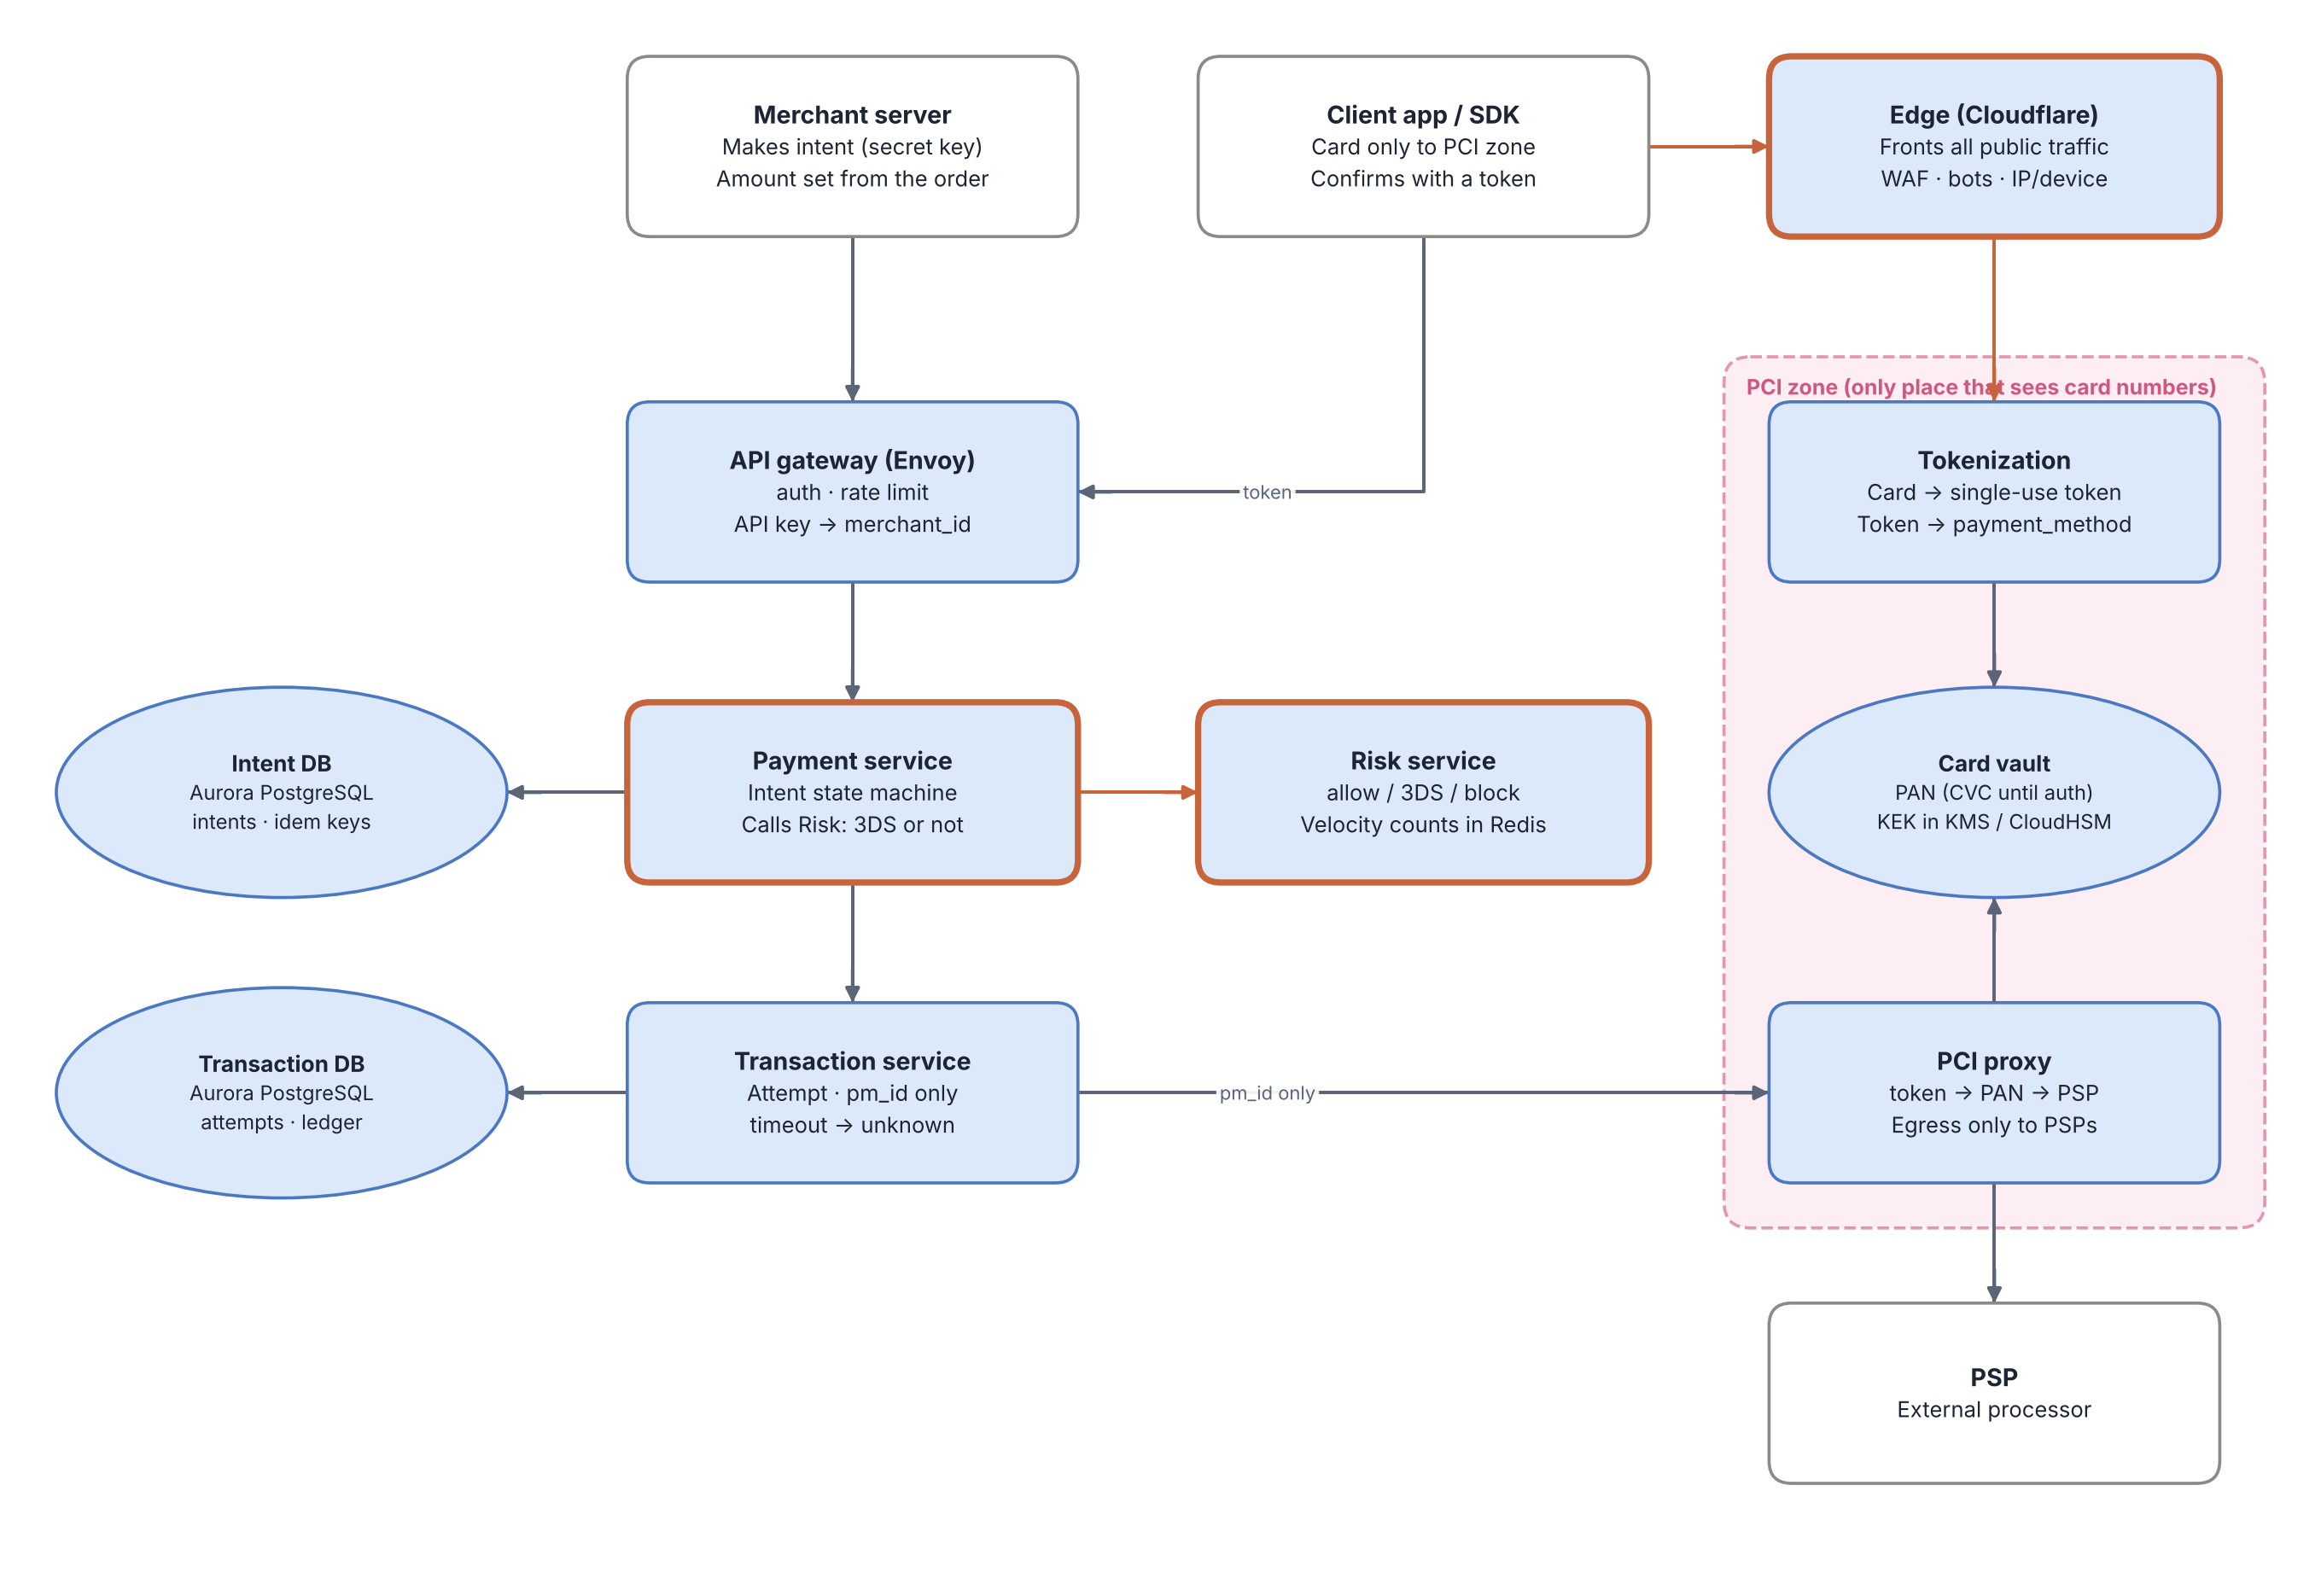 Merchant server
Makes intent (secret key)
Amount set from the order
Client app / SDK
Card only to PCI zone
Confirms with a token
Edge (Cloudflare)
Fronts all public traffic
WAF · bots · IP/device
PCI zone (only place that sees card numbers)
API gateway (Envoy)
auth · rate limit
API key → merchant_id
token
Tokenization
Card → single-use token
Token → payment_method
Intent DB
Aurora PostgreSQL
intents · idem keys
Payment service
Intent state machine
Calls Risk: 3DS or not
Risk service
allow / 3DS / block
Velocity counts in Redis
Card vault
PAN (CVC until auth)
KEK in KMS / CloudHSM
Transaction DB
Aurora PostgreSQL
attempts · ledger
Transaction service
Attempt · pm_id only
timeout → unknown
pm_id only
PCI proxy
token → PAN → PSP
Egress only to PSPs
PSP
External processor